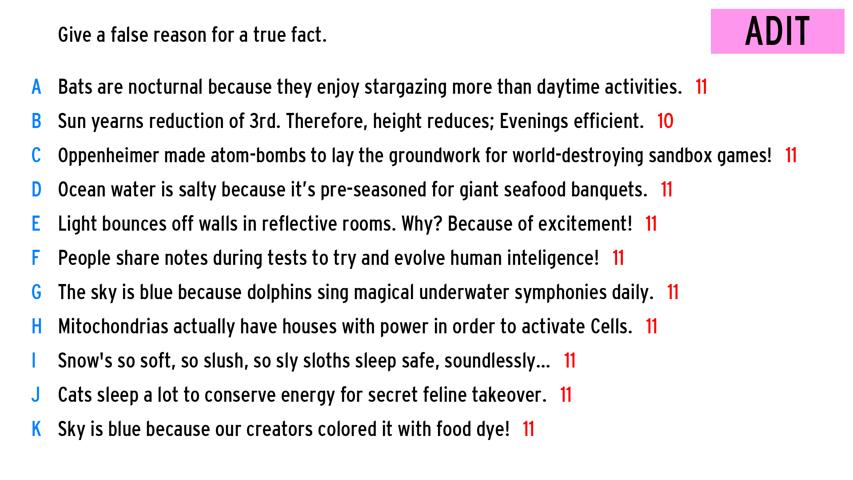 Give a false reason for a true fact.
ADIT
A Bats are nocturnal because they enjoy stargazing more than daytime activities. 11
B Sun yearns reduction of 3rd. Therefore, height reduces; Evenings efficient. 10
C Oppenheimer made atom-bombs to lay the groundwork for world-destroying sandbox games! 11
D Ocean water is salty because it's pre-seasoned for giant seafood banquets. 11
E Light bounces off walls in reflective rooms. Why? Because of excitement! 11
F People share notes during tests to try and evolve human inteligence! 11
G The sky is blue because dolphins sing magical underwater symphonies daily. 11
H Mitochondrias actually have houses with power in order to activate Cells. 11
I Snow's so soft, so slush, so sly sloths sleep safe, soundlessly... 11
J Cats sleep a lot to conserve energy for secret feline takeover. 11
K Sky is blue because our creators colored it with food dye! 11